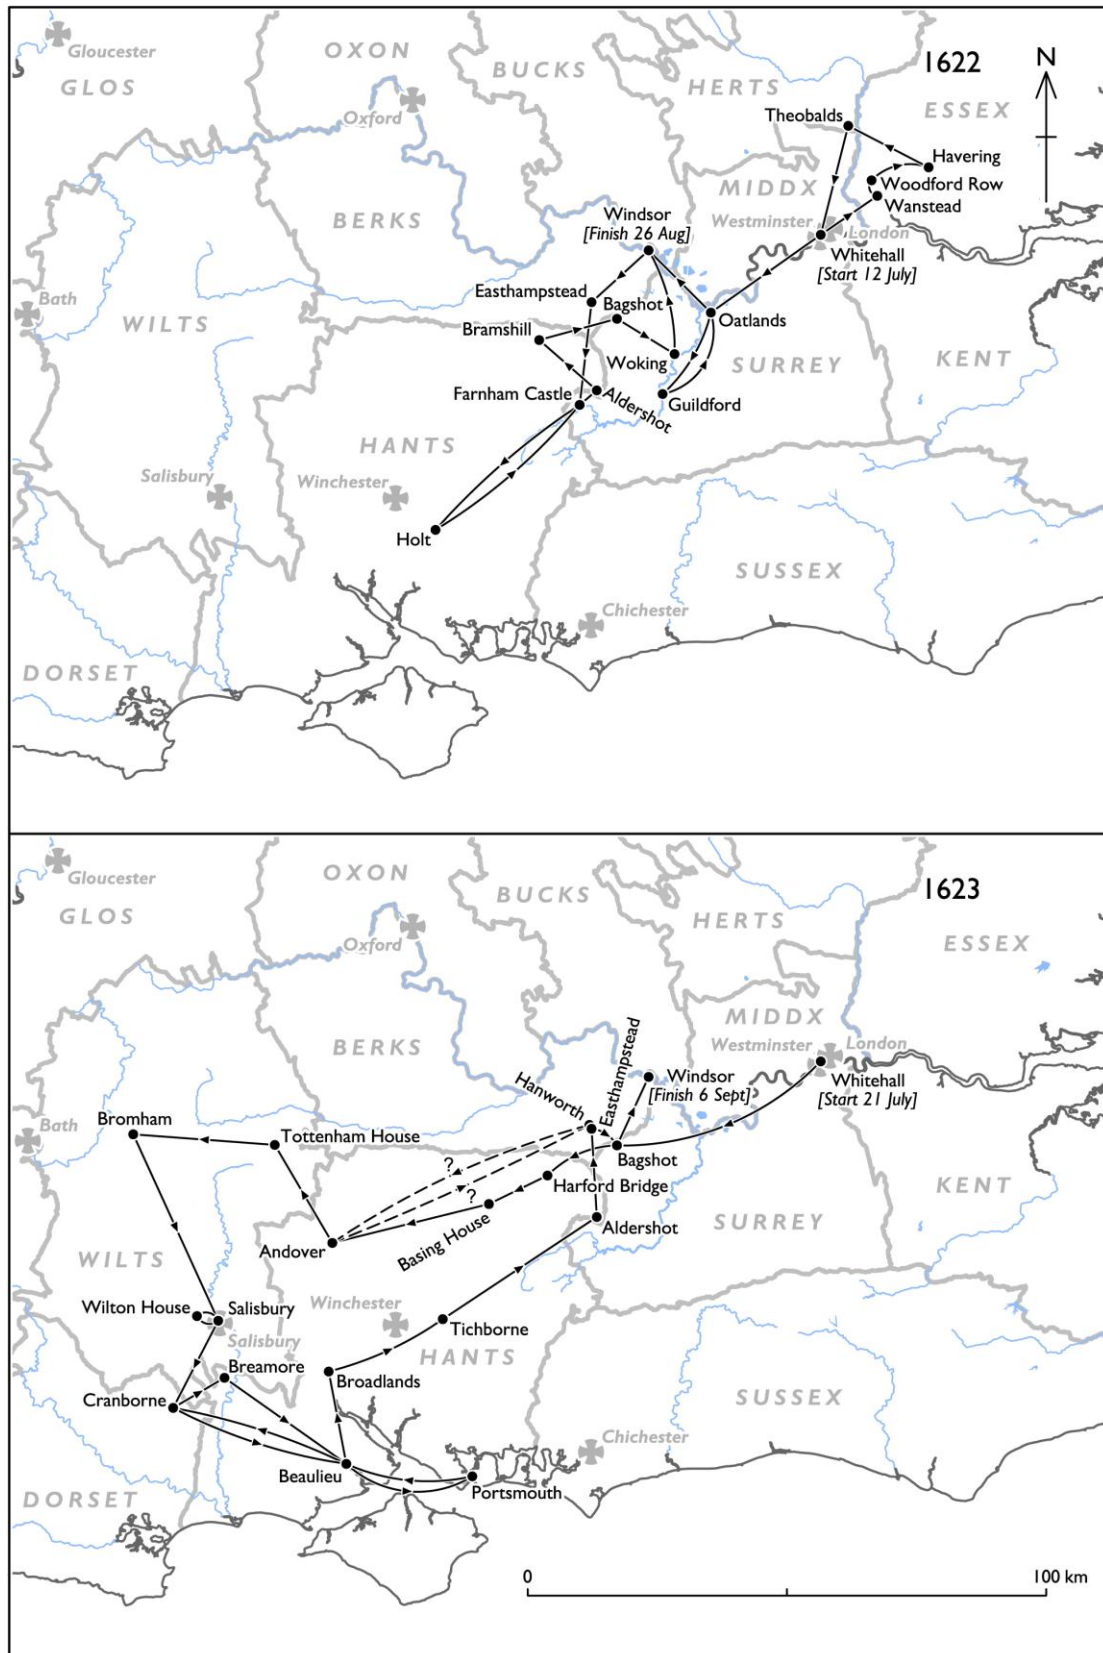 Gloucester
GLOS
OXON
Oxford
BUCKS
HERTS
1622
N
ESSEX
Theobalds
Havering
Woodford Row
Wanstead
MIDDX
Westminster
London
Whitehall
[Start 12 July]
BERKS
Windsor
[Finish 26 Aug]
Easthampstead
Bagshot
Oatlands
Bath
WILTS
Bramshill
Woking
SURREY
KENT
Farnham Castle
Aldershot
Guildford
HANTS
Salisbury
Winchester
Holt
SUSSEX
Chichester
DORSET
Gloucester
GLOS
OXON
Oxford
BUCKS
HERTS
1623
ESSEX
MIDDX
Westminster
London
Whitehall
[Start 21 July]
BERKS
Hanworth
Easthampstead
Windsor
[Finish 6 Sept]
Bath
Bromham
Tottenham House
Bagshot
?
?
Harford Bridge
KENT
Andover
Basing House
Aldershot
SURREY
WILTS
Wilton House
Salisbury
Salisbury
Winchester
Tichborne
HANTS
Breamore
Broadlands
Cranborne
SUSSEX
Chichester
Beaulieu
Portsmouth
DORSET
0
100 km